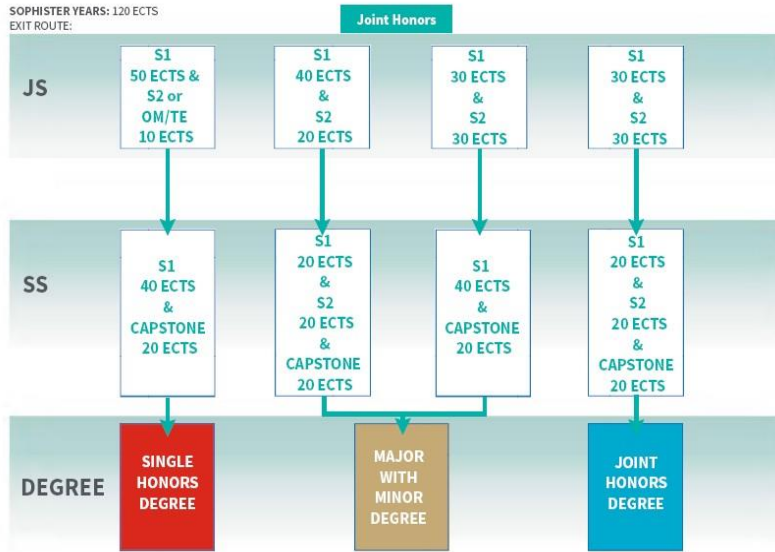 SOPHISTER YEARS: 120 ECTS
EXIT ROUTE:
Joint Honors
JS
S1
50 ECTS &
S2 or
OM/TE
10 ECTS
S1
40 ECTS
&
S2
20 ECTS
S1
30 ECTS
&
S2
30 ECTS
S1
30 ECTS
&
S2
30 ECTS
SS
S1
40 ECTS
&
CAPSTONE
20 ECTS
S1
20 ECTS
&
S2
20 ECTS
&
CAPSTONE
20 ECTS
S1
40 ECTS
&
CAPSTONE
20 ECTS
S1
20 ECTS
&
S2
20 ECTS
&
CAPSTONE
20 ECTS
DEGREE
SINGLE
HONORS
DEGREE
MAJOR
WITH
MINOR
DEGREE
JOINT
HONORS
DEGREE